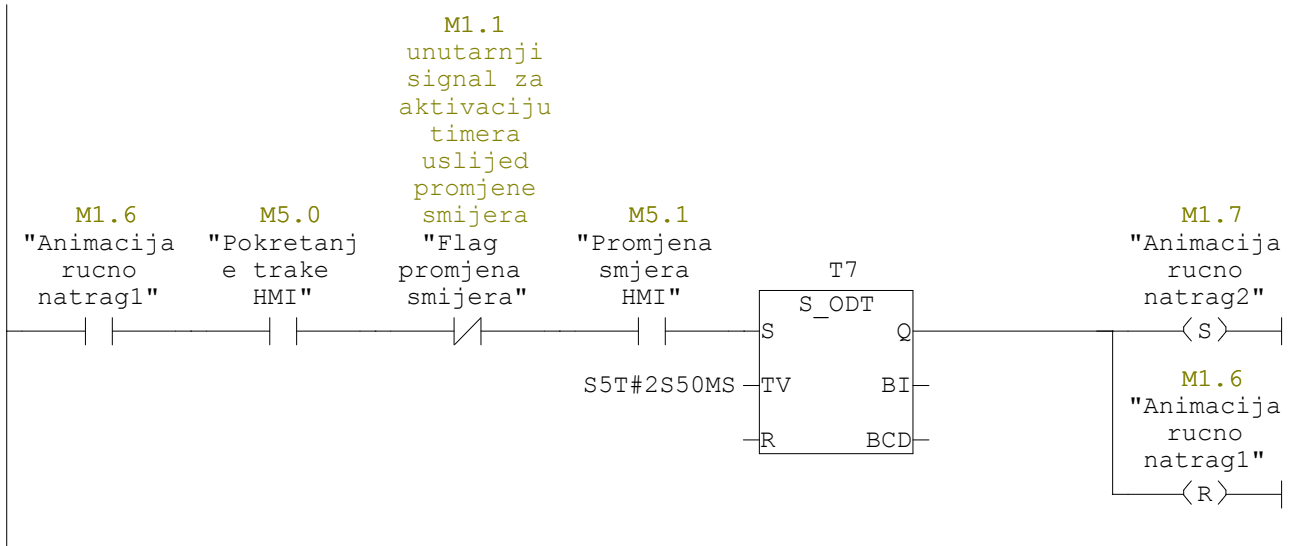 M1.1
unutarnji
signal za
aktivaciju
timera
uslijed
promjene
smijera
"Flag
promjena
smijera"
M1.6
"Animacija
rucno
natrag1"
M5.0
"Pokretanj
e trake
HMI"
M5.1
"Promjena
smjera
HMI"
T7
S_ODT
S
Q
S5T#2S50MS
TV
BI
R
BCD
M1.7
"Animacija
rucno
natrag2"
S
M1.6
"Animacija
rucno
natrag1"
R